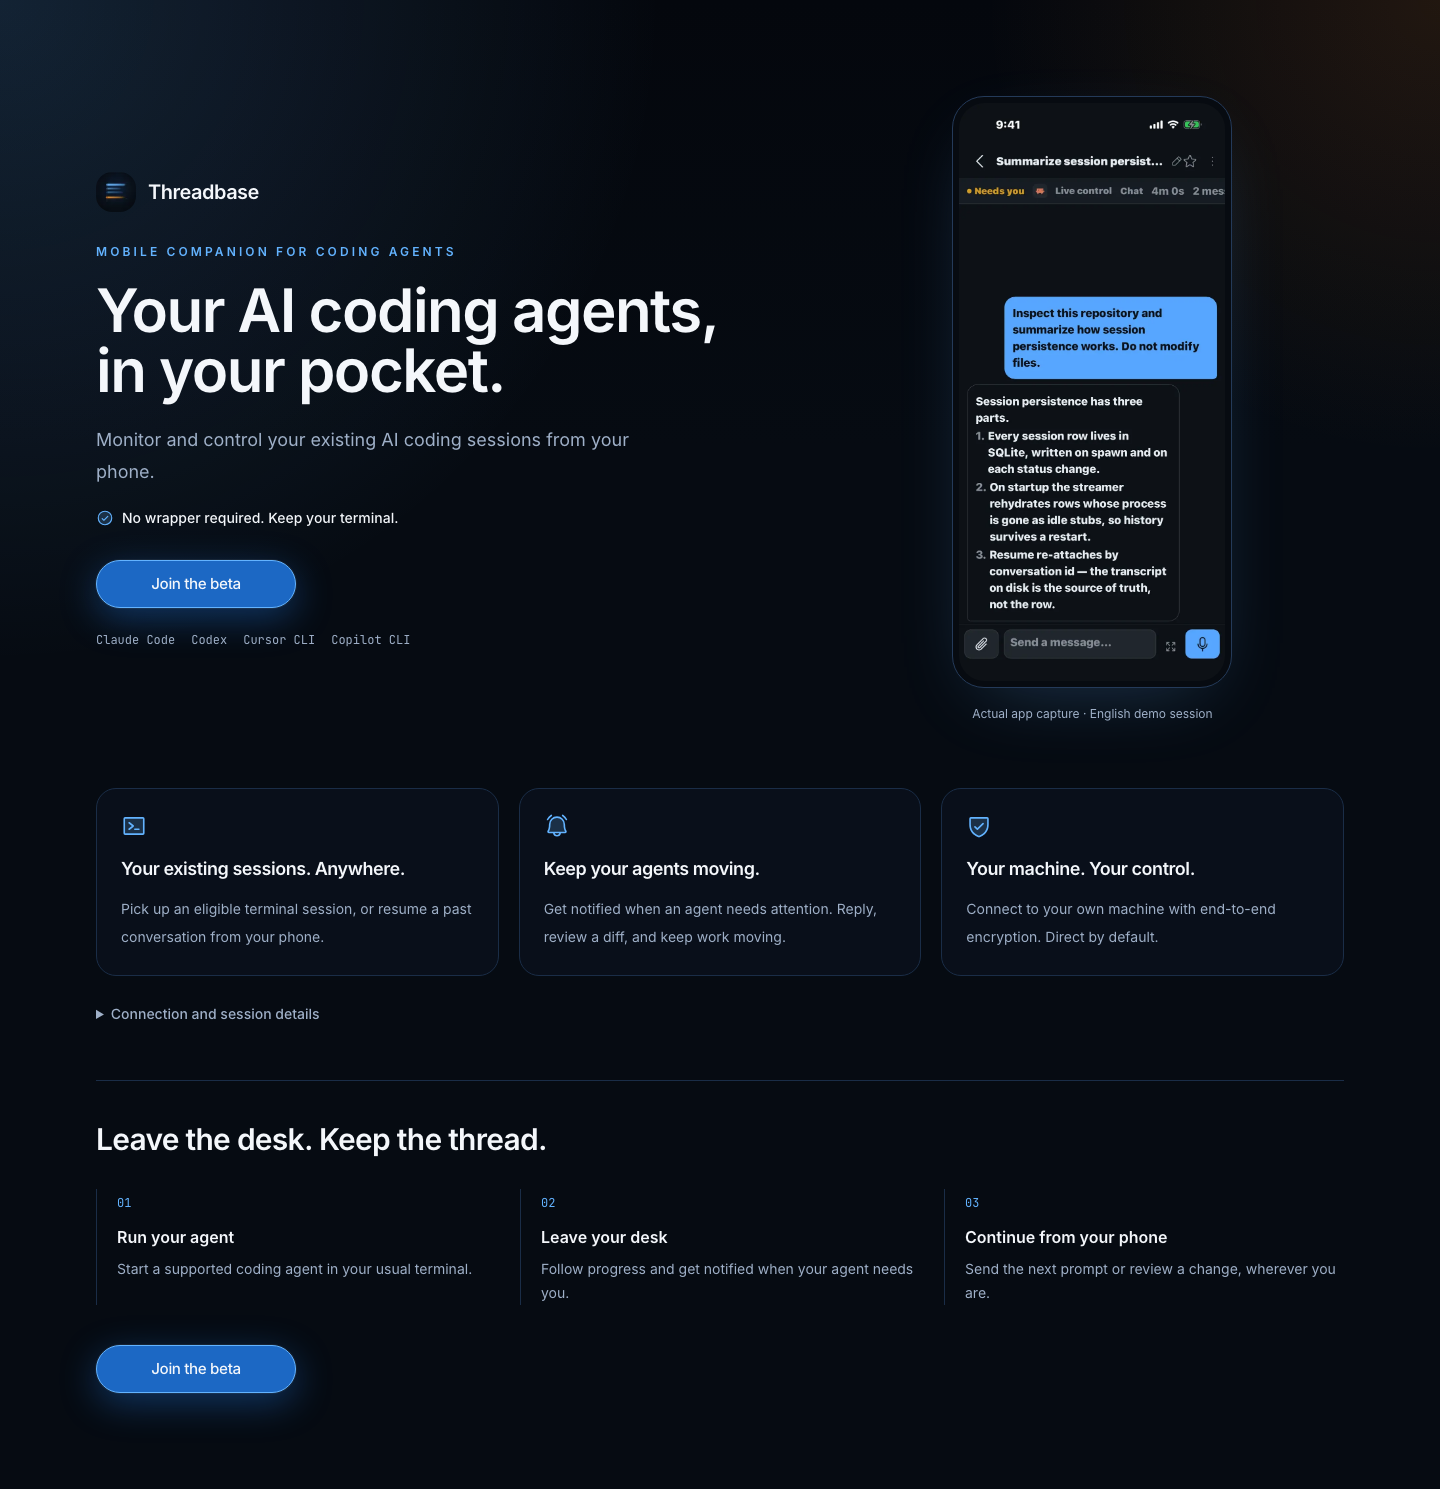 Threadbase
MOBILE COMPANION FOR CODING AGENTS
Your AI coding agents,
in your pocket.
Monitor and control your existing AI coding sessions from your
phone.
No wrapper required. Keep your terminal.
Join the beta
Claude Code Codex Cursor CLI Copilot CLI
9:41
Summarize session persist...
Needs you Live control Chat 4m 0s 2 mes
Inspect this repository and
summarize how session
persistence works. Do not modify
files.
Session persistence has three
parts.
1. Every session row lives in
SQLite, written on spawn and on
each status change.
2. On startup the streamer
rehydrates rows whose process
is gone as idle stubs, so history
survives a restart.
3. Resume re-attaches by
conversation id — the transcript
on disk is the source of truth,
not the row.
Send a message...
Actual app capture · English demo session
Your existing sessions. Anywhere.
Pick up an eligible terminal session, or resume a past
conversation from your phone.
Keep your agents moving.
Get notified when an agent needs attention. Reply,
review a diff, and keep work moving.
Your machine. Your control.
Connect to your own machine with end-to-end
encryption. Direct by default.
Connection and session details
Leave the desk. Keep the thread.
01
Run your agent
Start a supported coding agent in your usual terminal.
02
Leave your desk
Follow progress and get notified when your agent needs
you.
03
Continue from your phone
Send the next prompt or review a change, wherever you
are.
Join the beta